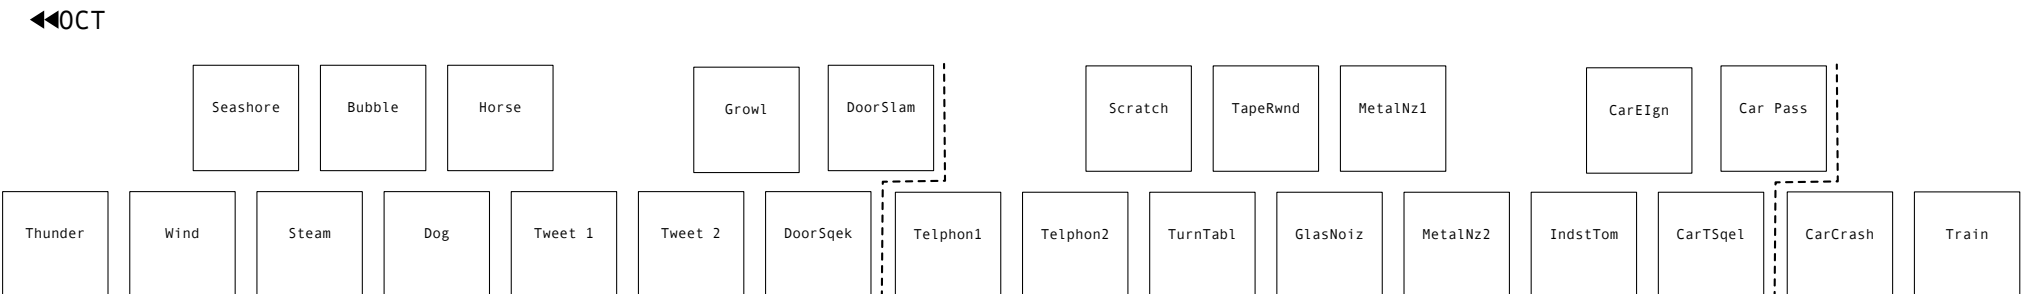 OCT
Seashore Bubble Horse Growl DoorSlam Scratch TapeRwnd MetalNz1 CarEIgn Car Pass
Thunder Wind Steam Dog Tweet 1 Tweet 2 DoorSqek Telphon1 Telphon2 TurnTabl GlasNoiz MetalNz2 IndstTom CarTSqel CarCrash Train